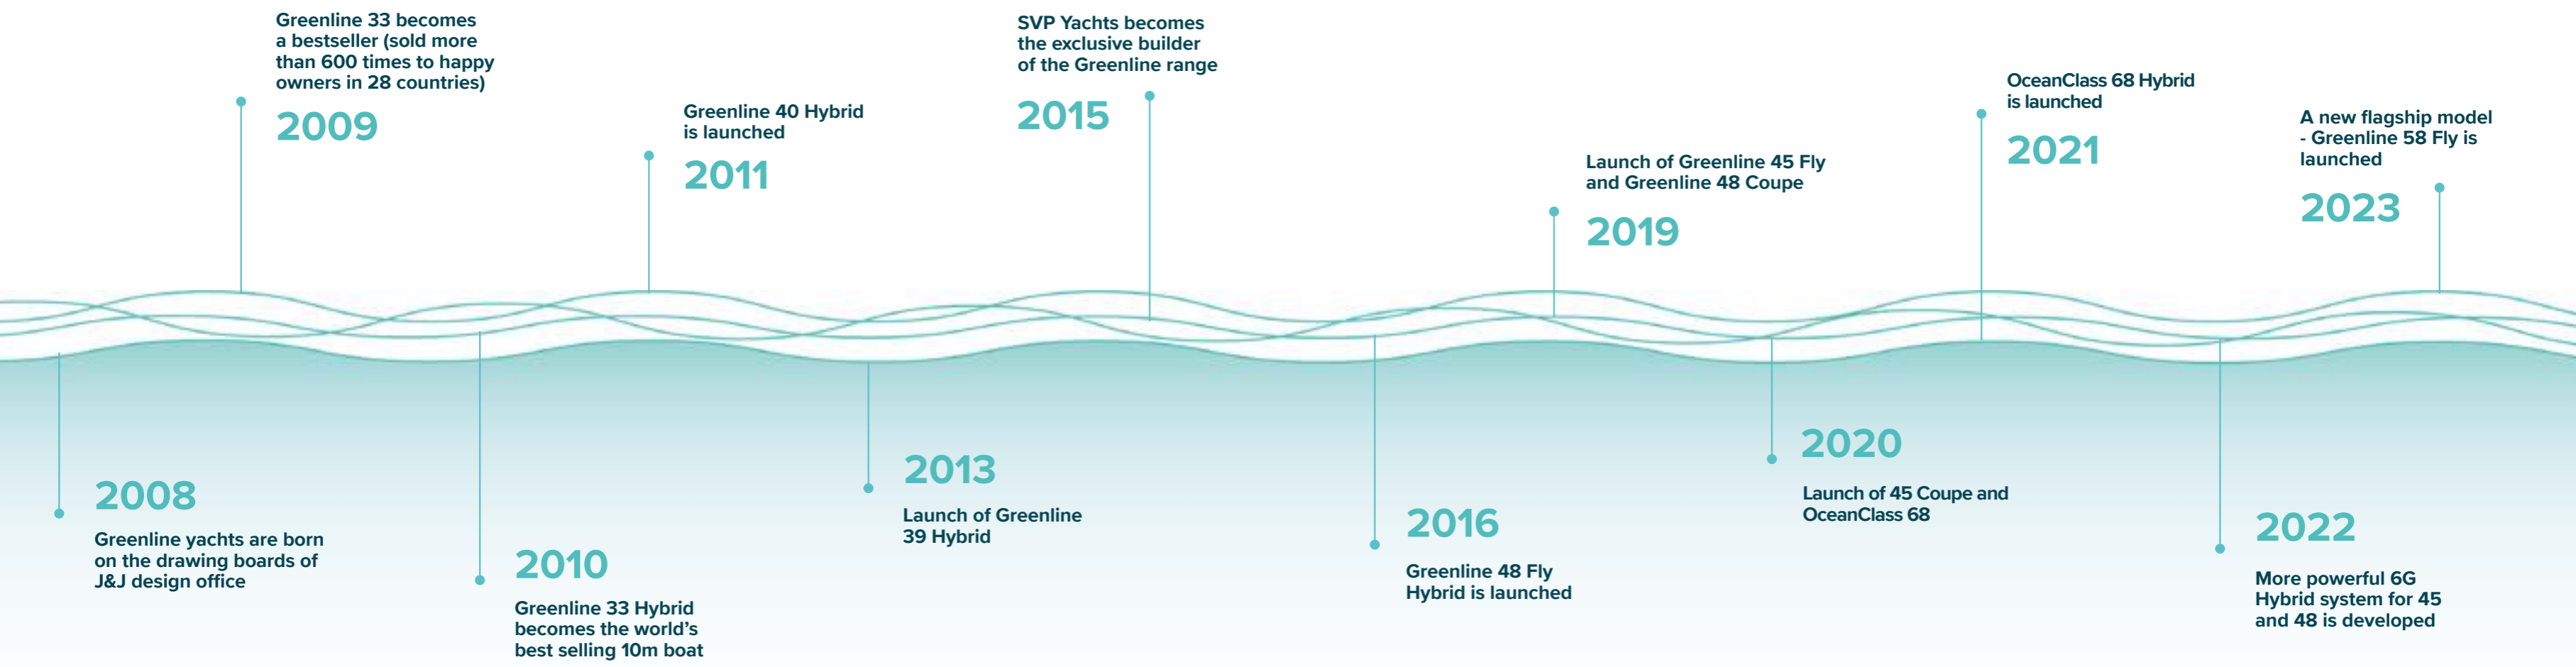 Greenline 33 becomes
a bestseller (sold more
than 600 times to happy
owners in 28 countries)
2009
Greenline 40 Hybrid
is launched
2011
SVP Yachts becomes
the exclusive builder
of the Greenline range
2015
Launch of Greenline 45 Fly
and Greenline 48 Coupe
2019
OceanClass 68 Hybrid
is launched
2021
A new flagship model
- Greenline 58 Fly is
launched
2023
2008
Greenline yachts are born
on the drawing boards of
J&J design office
2010
Greenline 33 Hybrid
becomes the world’s
best selling 10m boat
2013
Launch of Greenline
39 Hybrid
2016
Greenline 48 Fly
Hybrid is launched
2020
Launch of 45 Coupe and
OceanClass 68
2022
More powerful 6G
Hybrid system for 45
and 48 is developed